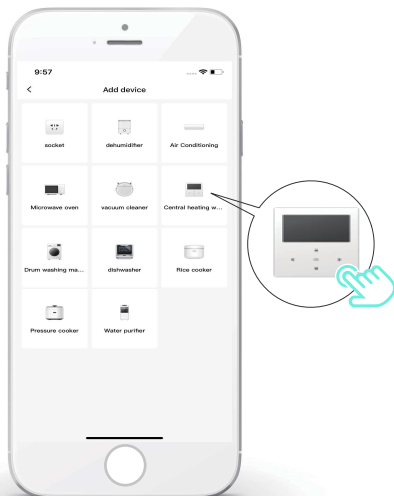 9:57
Add device
socket
dehumidifier
Air Conditioning
Microwave oven
vacuum cleaner
Central heating w...
Drum washing ma...
dishwasher
Rice cooker
Pressure cooker
Water purifier